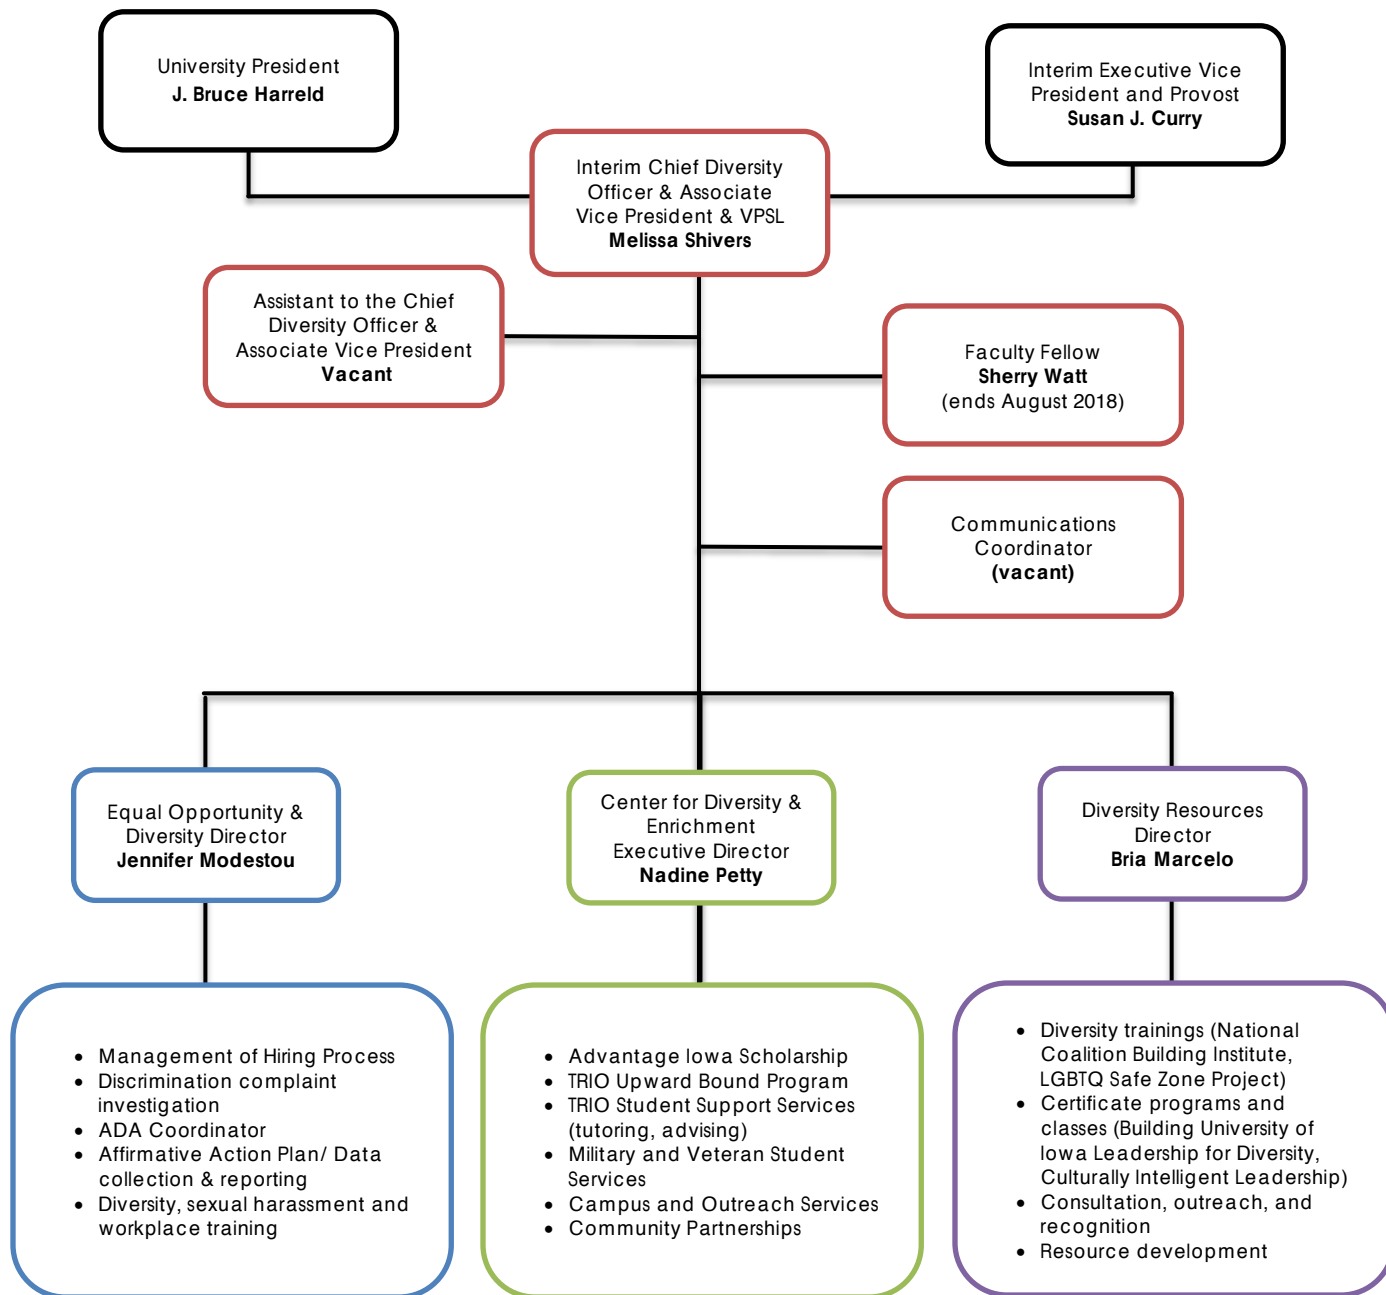 University President
J. Bruce Harreld
Interim Executive Vice
President and Provost
Susan J. Curry
Interim Chief Diversity
Officer & Associate
Vice President & VPSL
Melissa Shivers
Assistant to the Chief
Diversity Officer &
Associate Vice President
Vacant
Faculty Fellow
Sherry Watt
(ends August 2018)
Communications
Coordinator
(vacant)
Equal Opportunity &
Diversity Director
Jennifer Modestou
Center for Diversity &
Enrichment
Executive Director
Nadine Petty
Diversity Resources
Director
Bria Marcelo
• Management of Hiring Process
• Discrimination complaint
investigation
• ADA Coordinator
• Affirmative Action Plan/ Data
collection & reporting
• Diversity, sexual harassment and
workplace training
• Advantage Iowa Scholarship
• TRIO Upward Bound Program
• TRIO Student Support Services
(tutoring, advising)
• Military and Veteran Student
Services
• Campus and Outreach Services
• Community Partnerships
• Diversity trainings (National
Coalition Building Institute,
LGBTQ Safe Zone Project)
• Certificate programs and
classes (Building University of
Iowa Leadership for Diversity,
Culturally Intelligent Leadership)
• Consultation, outreach, and
recognition
• Resource development